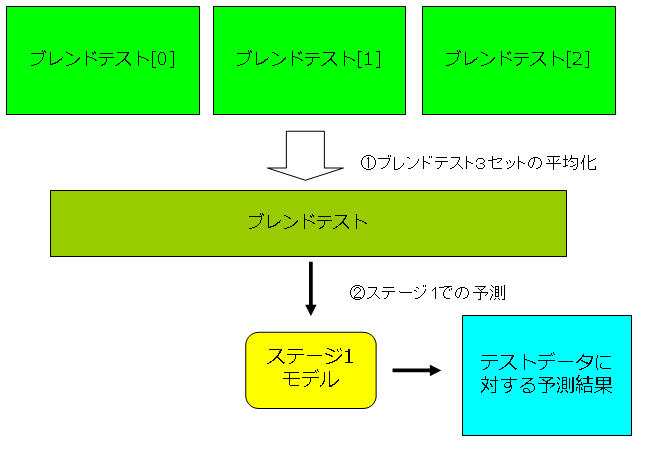 ブレンドテスト[0]
ブレンドテスト[1]
ブレンドテスト[2]
①ブレンドテスト3セットの平均化
ブレンドテスト
②ステージ1での予測
ステージ1
モデル
テストデータに
対する予測結果